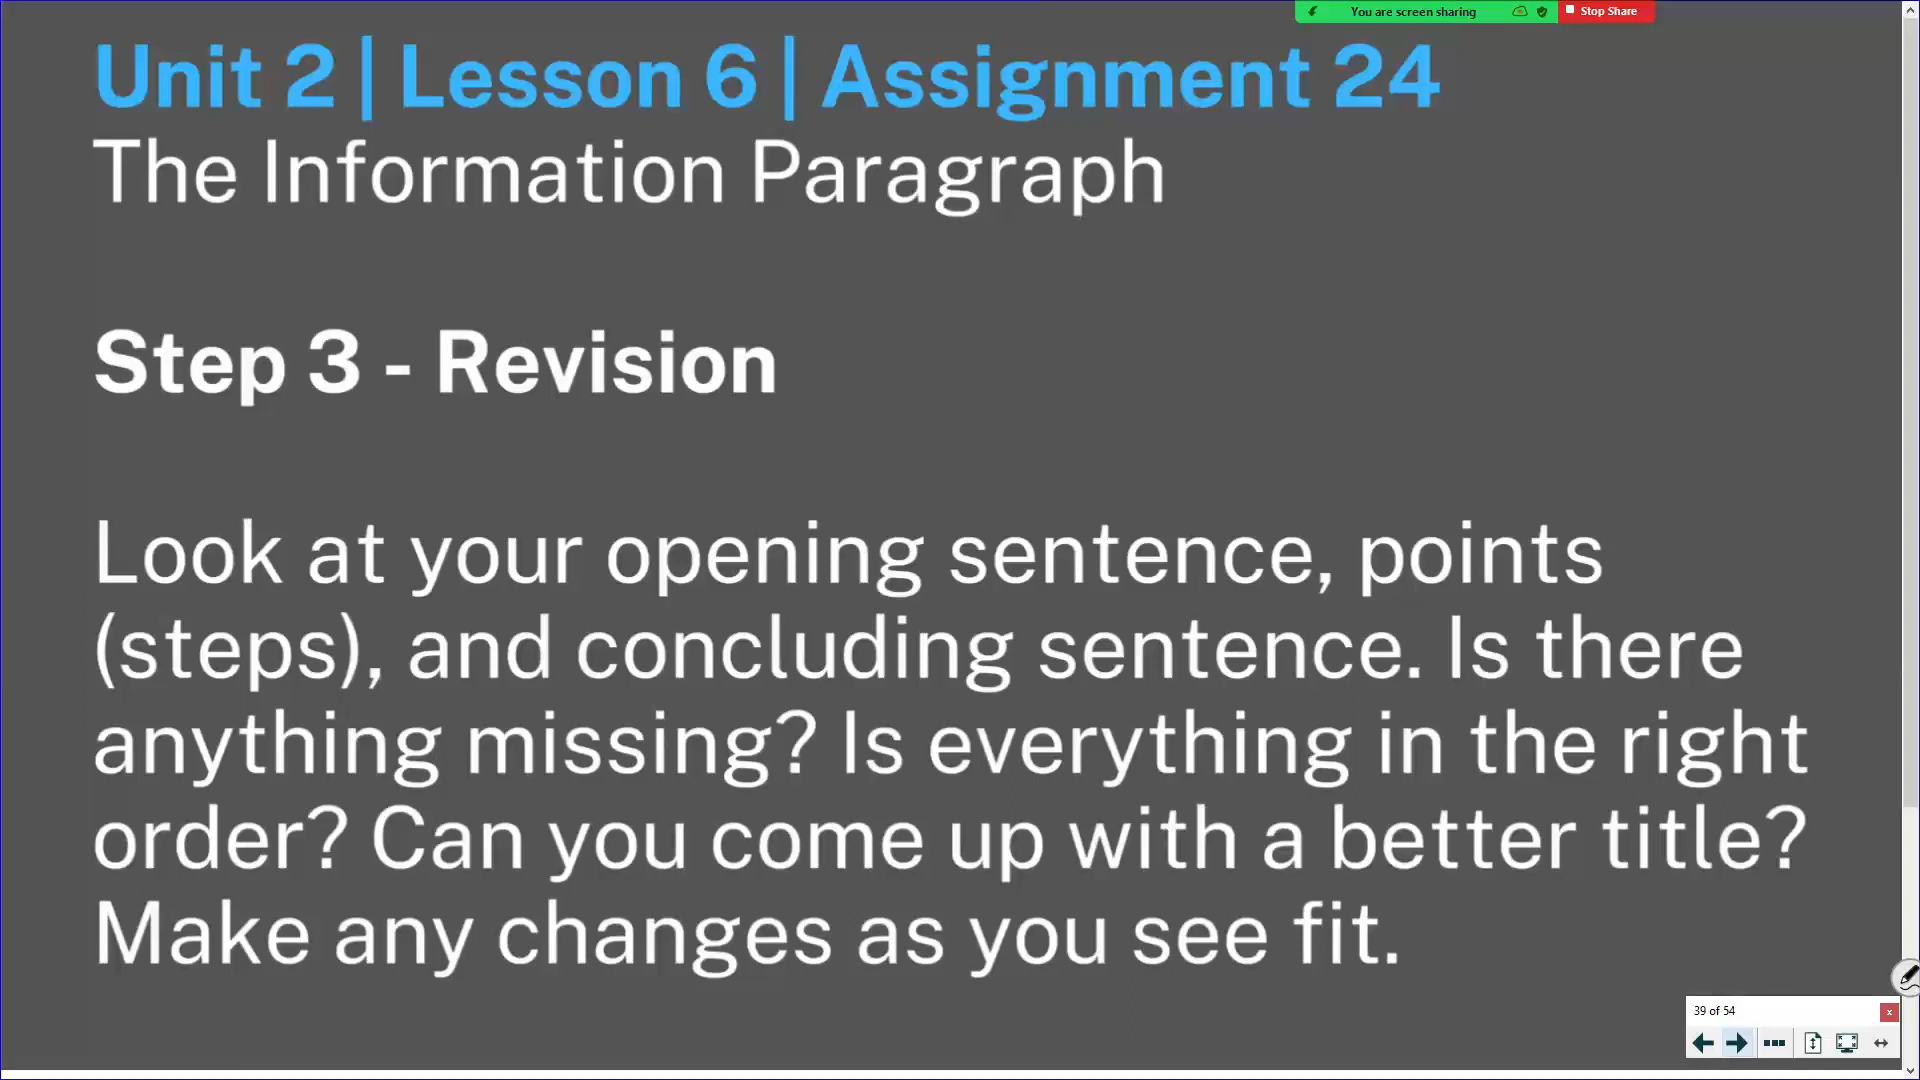 You are screen sharing
Stop Share
Unit 2 | Lesson 6 | Assignment 24
The Information Paragraph
Step 3 - Revision
Look at your opening sentence, points
(steps), and concluding sentence. Is there
anything missing? Is everything in the right
order? Can you come up with a better title?
Make any changes as you see fit.
39 of 54